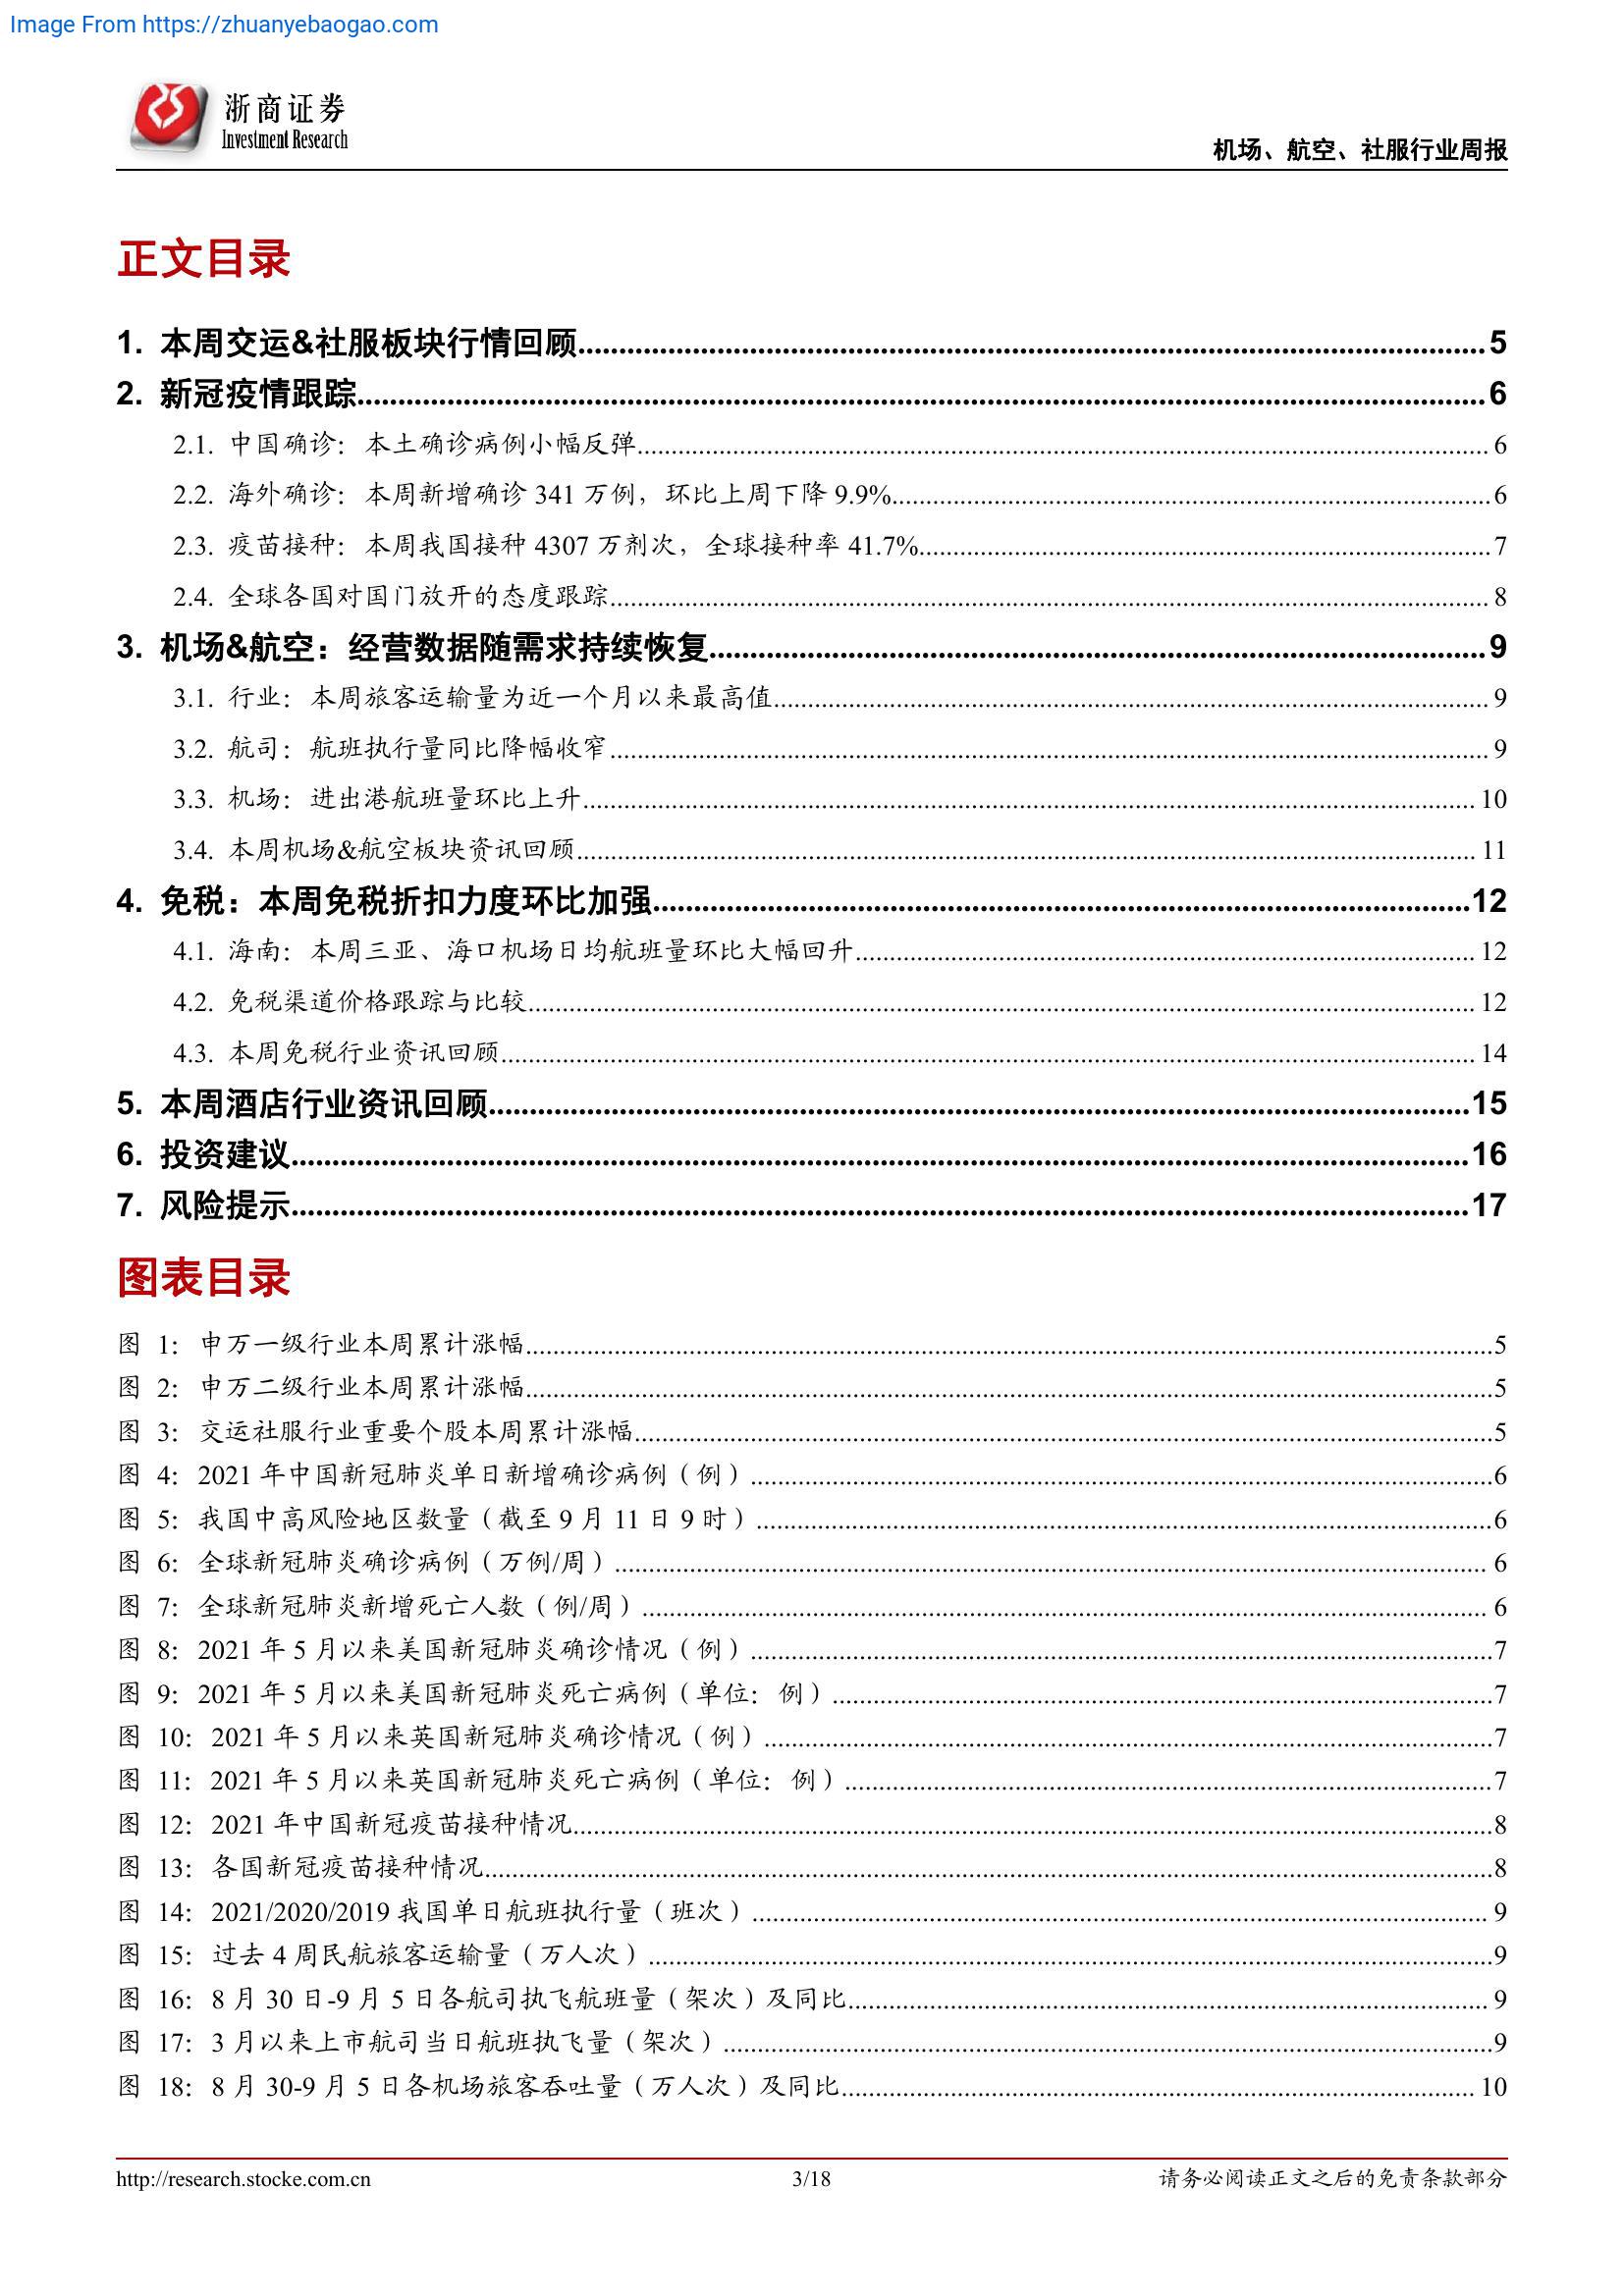 Image From https://zhuanyebaogao.com
浙商证券
Investment Research
机场、航空、社服行业周报
正文目录
1. 本周交运&社服板块行情回顾 5
2. 新冠疫情跟踪 6
2.1. 中国确诊：本土确诊病例小幅反弹 6
2.2. 海外确诊：本周新增确诊 341 万例，环比上周下降 9.9% 6
2.3. 疫苗接种：本周我国接种 4307 万剂次，全球接种率 41.7% 7
2.4. 全球各国对国门放开的态度跟踪 8
3. 机场&航空：经营数据随需求持续恢复 9
3.1. 行业：本周旅客运输量为近一个月以来最高值 9
3.2. 航司：航班执行量同比降幅收窄 9
3.3. 机场：进出港航班量环比上升 10
3.4. 本周机场&航空板块资讯回顾 11
4. 免税：本周免税折扣力度环比加强 12
4.1. 海南：本周三亚、海口机场日均航班量环比大幅回升 12
4.2. 免税渠道价格跟踪与比较 12
4.3. 本周免税行业资讯回顾 14
5. 本周酒店行业资讯回顾 15
6. 投资建议 16
7. 风险提示 17
图表目录
图 1：申万一级行业本周累计涨幅 5
图 2：申万二级行业本周累计涨幅 5
图 3：交运社服行业重要个股本周累计涨幅 5
图 4：2021 年中国新冠肺炎单日新增确诊病例（例） 6
图 5：我国中高风险地区数量（截至 9 月 11 日 9 时） 6
图 6：全球新冠肺炎确诊病例（万例/周） 6
图 7：全球新冠肺炎新增死亡人数（例/周） 6
图 8：2021 年 5 月以来美国新冠肺炎确诊情况（例） 7
图 9：2021 年 5 月以来美国新冠肺炎死亡病例（单位：例） 7
图 10：2021 年 5 月以来英国新冠肺炎确诊情况（例） 7
图 11：2021 年 5 月以来英国新冠肺炎死亡病例（单位：例） 7
图 12：2021 年中国新冠疫苗接种情况 8
图 13：各国新冠疫苗接种情况 8
图 14：2021/2020/2019 我国单日航班执行量（班次） 9
图 15：过去 4 周民航旅客运输量（万人次） 9
图 16：8 月 30 日-9 月 5 日各航司执飞航班量（架次）及同比 9
图 17：3 月以来上市航司当日航班执飞量（架次） 9
图 18：8 月 30-9 月 5 日各机场旅客吞吐量（万人次）及同比 10
http://research.stocke.com.cn
3/18
请务必阅读正文之后的免责条款部分